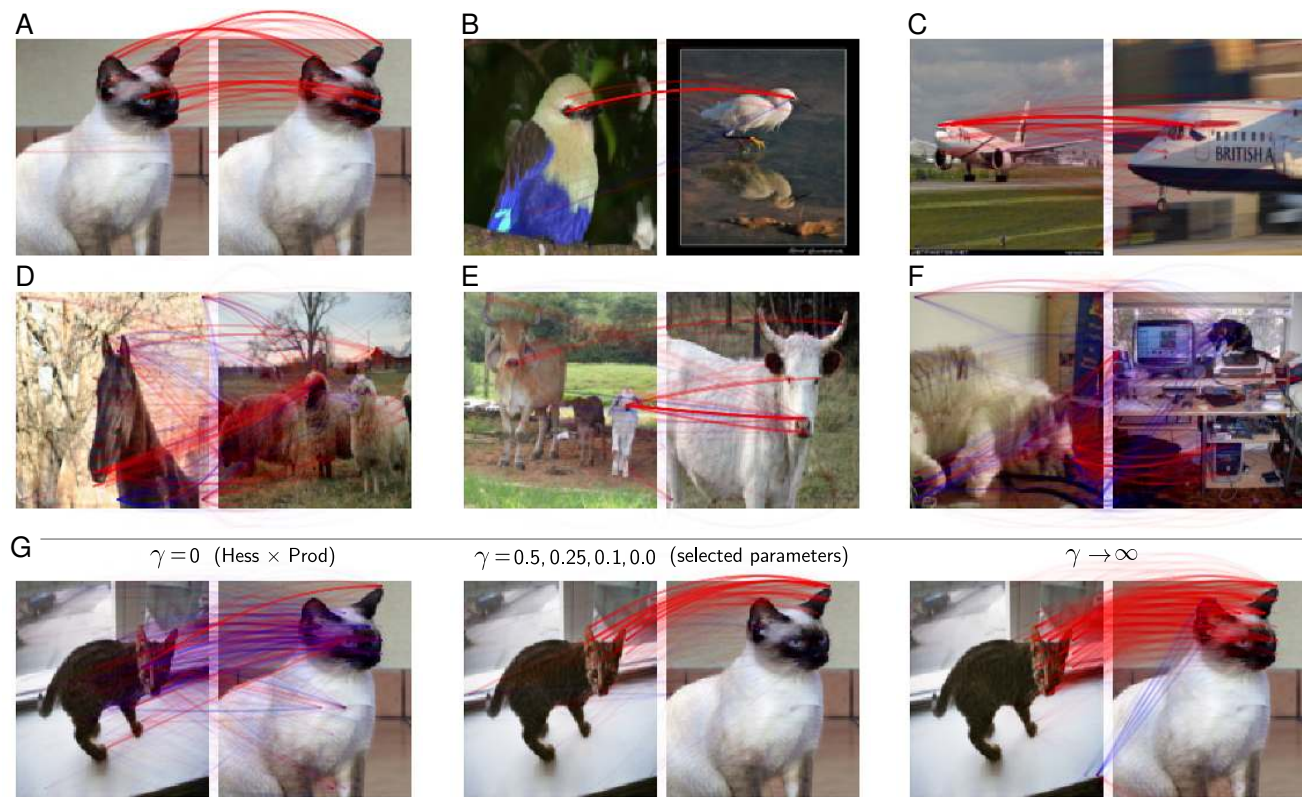 A
B
C
BRITISH A
D
E
F
G
γ = 0 (Hess × Prod)
γ = 0.5, 0.25, 0.1, 0.0 (selected parameters)
γ → ∞